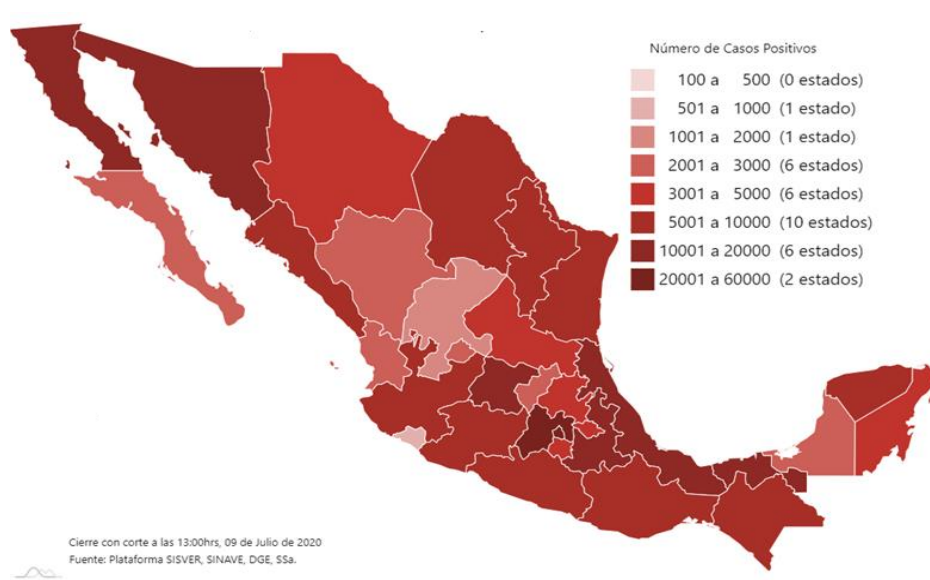 Número de Casos Positivos
100 a 500 (0 estados)
501 a 1000 (1 estado)
1001 a 2000 (1 estado)
2001 a 3000 (6 estados)
3001 a 5000 (6 estados)
5001 a 10000 (10 estados)
10001 a 20000 (6 estados)
20001 a 60000 (2 estados)
Cierre con corte a las 13:00hrs, 09 de Julio de 2020
Fuente: Plataforma SISVER, SINAVE, DGE, SSa.